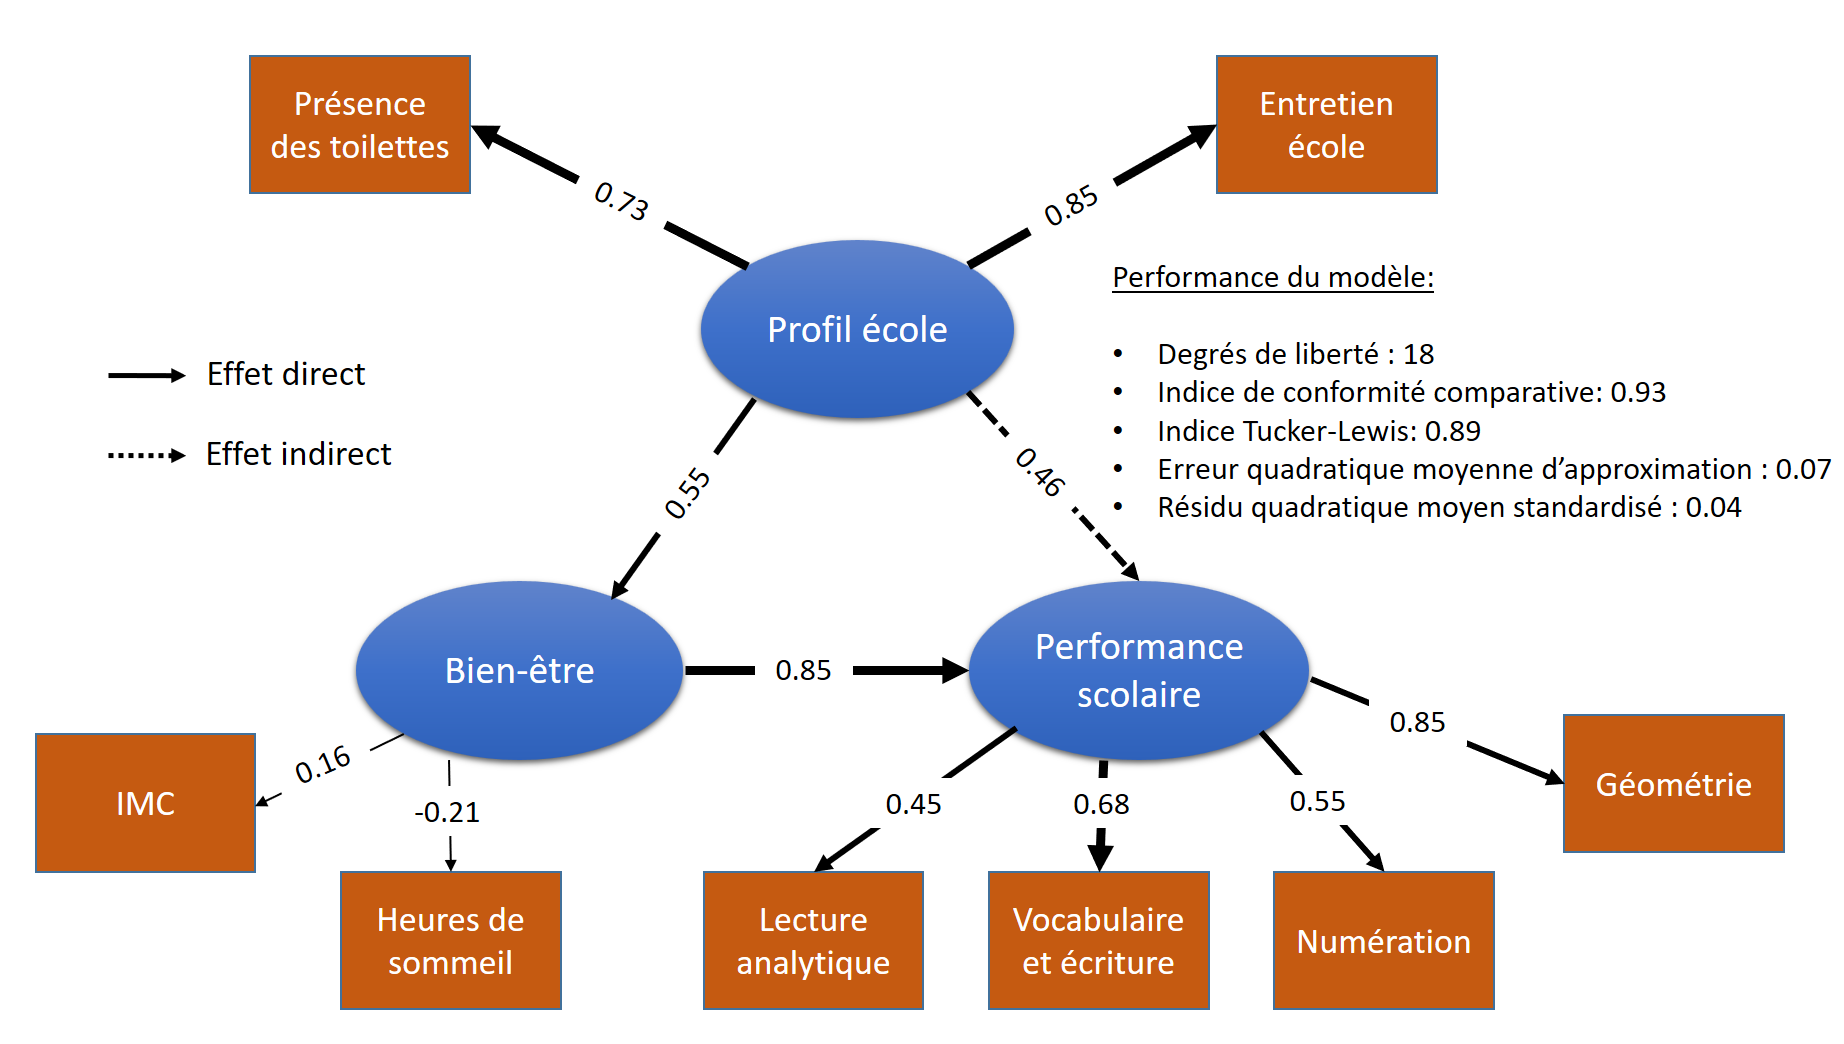 Présence
des toilettes
Entretien
école
0.73
0.85
Profil école
Performance du modèle:
• Degrés de liberté : 18
• Indice de conformité comparative: 0.93
• Indice Tucker-Lewis: 0.89
• Erreur quadratique moyenne d’approximation : 0.07
• Résidu quadratique moyen standardisé : 0.04
Effet direct
Effet indirect
0.55
0.46
Bien-être
0.85
Performance
scolaire
0.16
-0.21
0.45
0.68
0.55
0.85
IMC
Géométrie
Heures de
sommeil
Lecture
analytique
Vocabulaire
et écriture
Numération